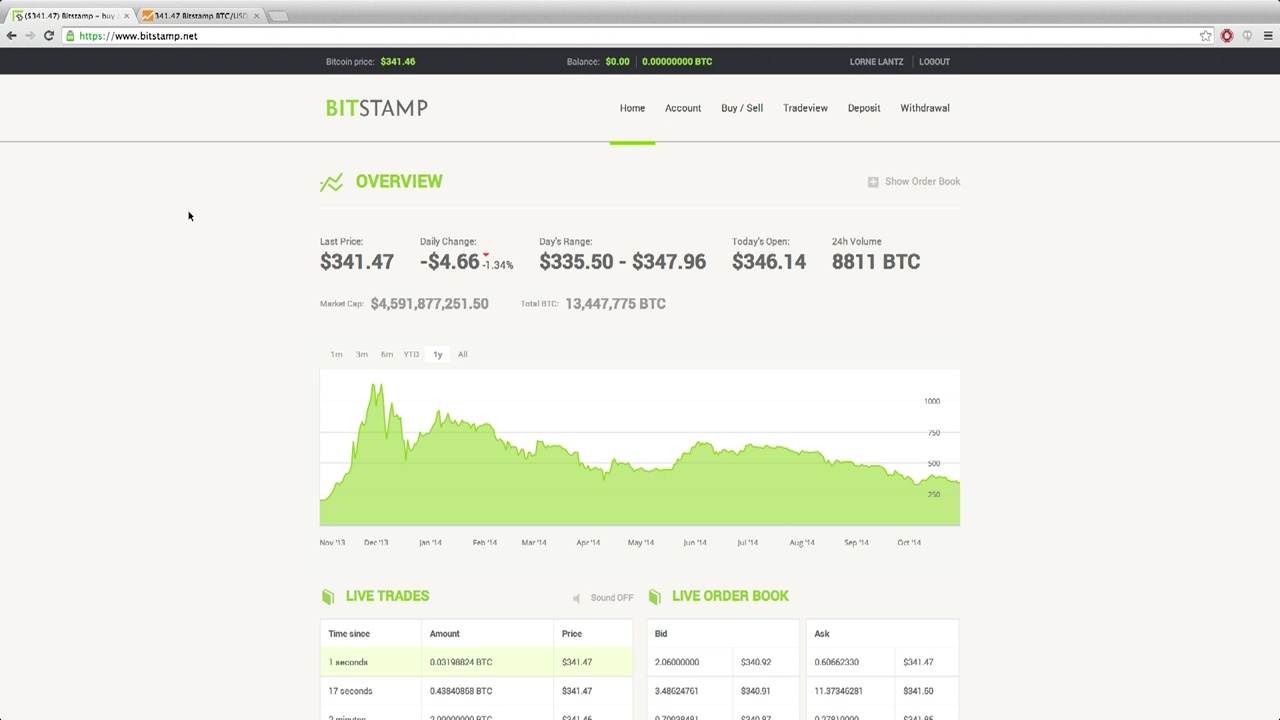 ($341.47) Bitstamp – buy
341.47 Bitstamp BTC/USD
https://www.bitstamp.net
Bitcoin price: $341.46 Balance: $0.00 0.00000000 BTC LORNE LANTZ LOGOUT
BITSTAMP Home Account Buy / Sell Tradeview Deposit Withdrawal
OVERVIEW Show Order Book
Last Price: Daily Change: Day's Range: Today's Open: 24h Volume
$341.47 -$4.66 -1.34% $335.50 - $347.96 $346.14 8811 BTC
Market Cap: $4,591,877,251.50 Total BTC: 13,447,775 BTC
1m 3m 6m YTD 1y All
1000
750
500
250
Nov '13 Dec '13 Jan '14 Feb '14 Mar '14 Apr '14 May '14 Jun '14 Jul '14 Aug '14 Sep '14 Oct '14
LIVE TRADES Sound OFF LIVE ORDER BOOK
Time since Amount Price Bid Ask
1 seconds 0.03198824 BTC $341.47 2.06000000 $340.92 0.60662330 $341.47
17 seconds 0.43840858 BTC $341.47 3.48624761 $340.91 11.37346281 $341.60
2 minutes 2.00000000 BTC $341.46 $340.87 $341.85